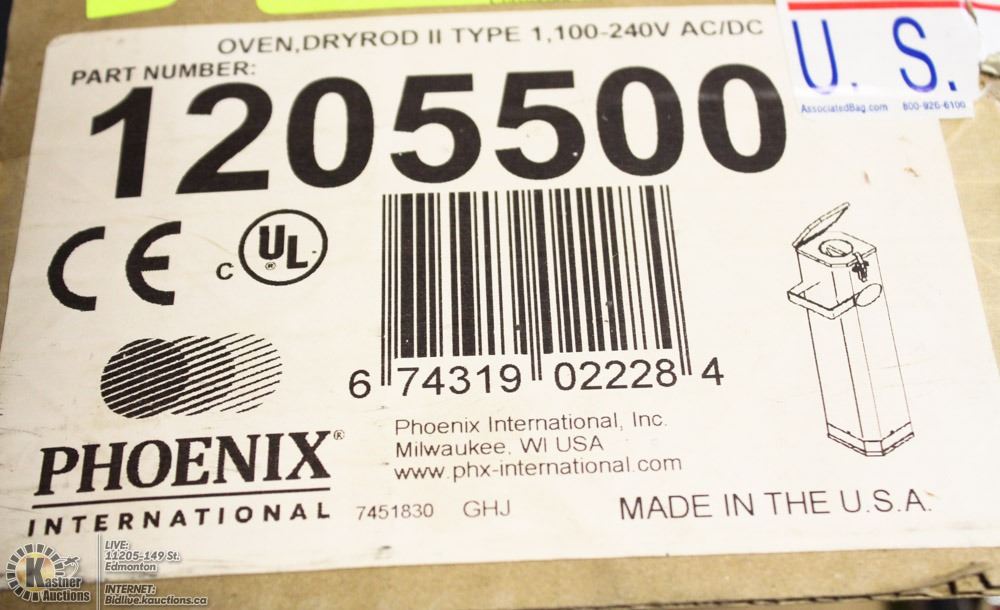 OVEN,DRYROD II TYPE 1,100-240V AC/DC
PART NUMBER:
1205500
U. S.
AssociatedBag.com 800-926-6100
CE
C UL ®
6 74319 02228 4
PHOENIX®
INTERNATIONAL
Phoenix International, Inc.
Milwaukee, WI USA
www.phx-international.com
7451830 GHJ
MADE IN THE U.S.A.
Kastner
Auctions
LIVE:
11205-149 St.
Edmonton
INTERNET:
Bidlive.kauctions.ca